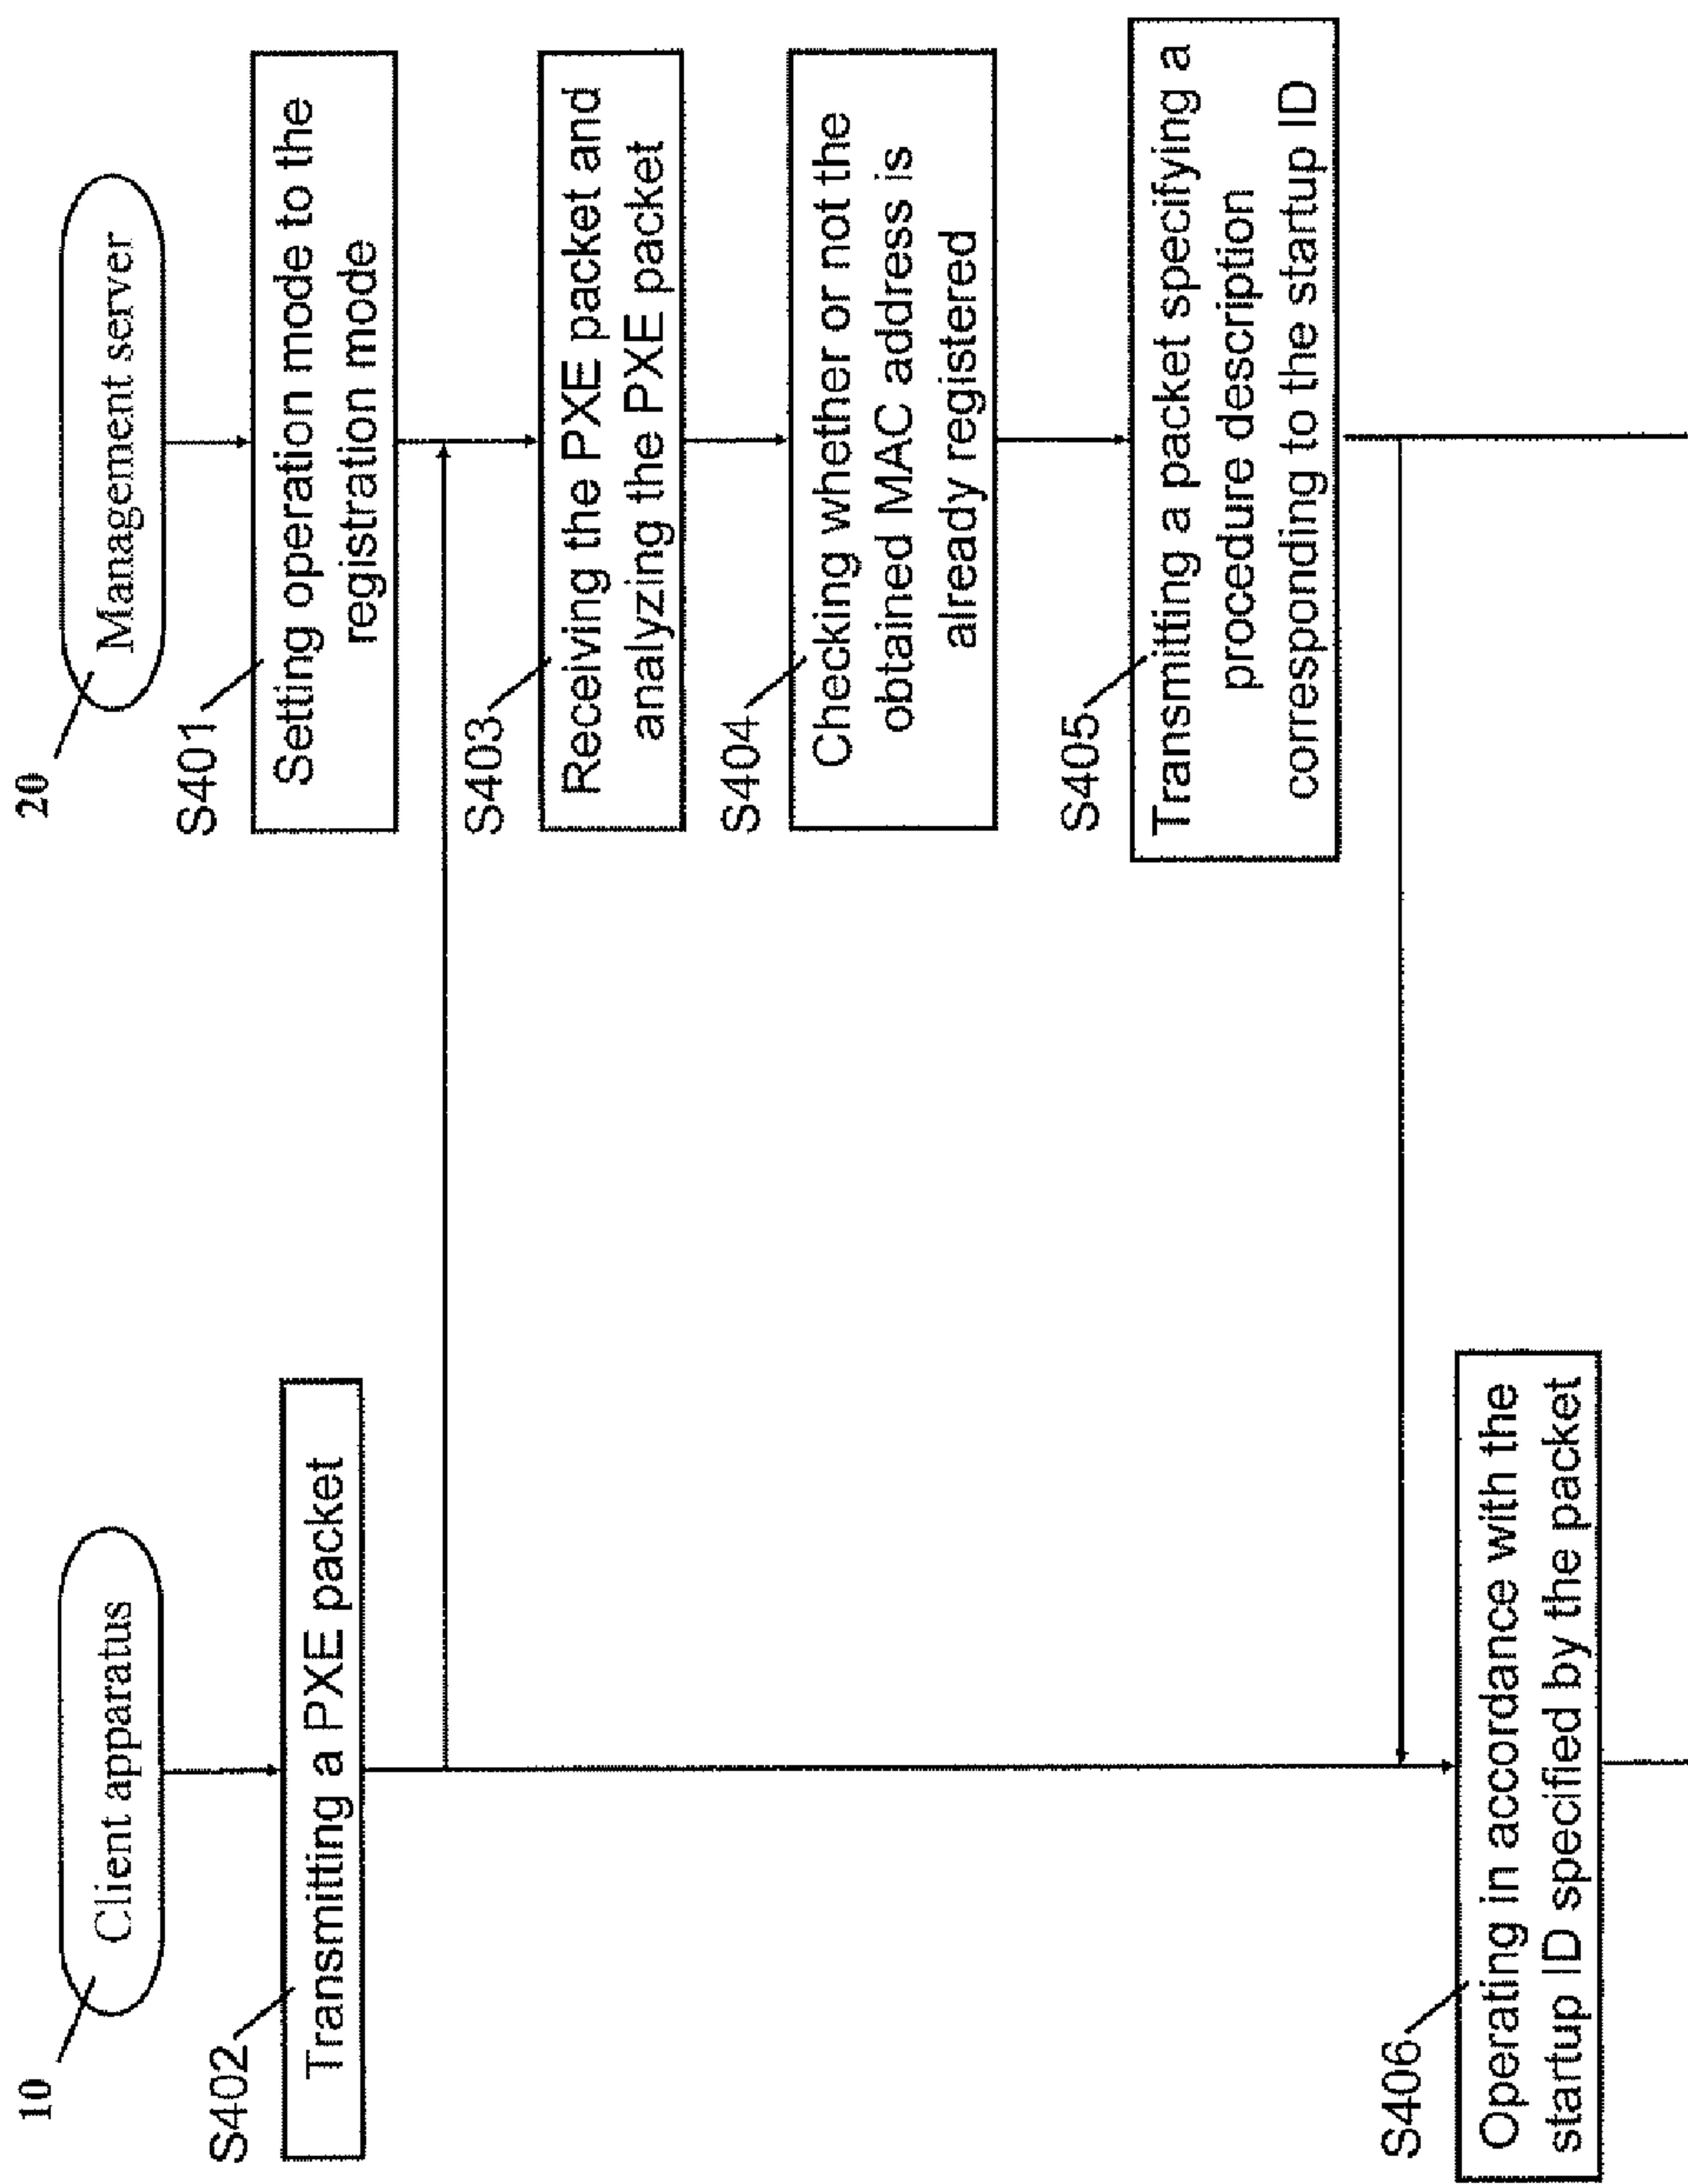 10
Client apparatus
20
Management server
S401
Setting operation mode to the
registration mode
S402
Transmitting a PXE packet
S403
Receiving the PXE packet and
analyzing the PXE packet
S404
Checking whether or not the
obtained MAC address is
already registered
S405
Transmitting a packet specifying a
procedure description
corresponding to the startup ID
S406
Operating in accordance with the
startup ID specified by the packet